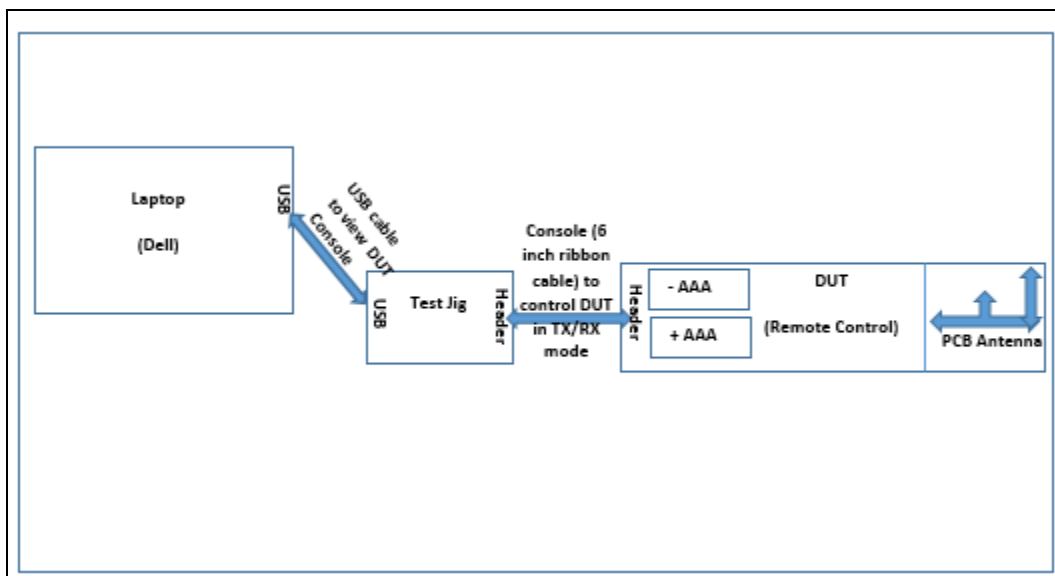 Laptop
(Dell)
USB
USB cable
to view DUT
Console
USB
Test Jig
Header
Console (6
inch ribbon
cable) to
control DUT
in TX/RX
mode
Header
- AAA
+ AAA
DUT
(Remote Control)
PCB Antenna